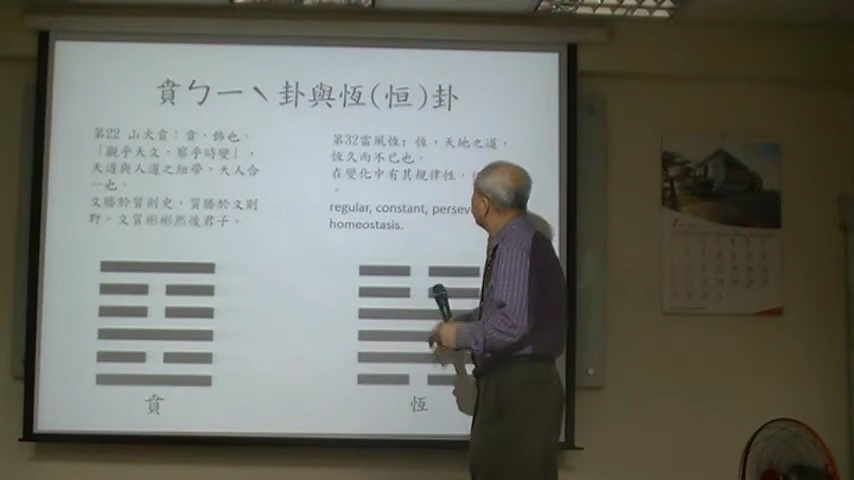 賁ㄅㄧˋ卦與恆(恒)卦
第22 山火賁：賁，飾也。
「觀乎天文，察乎時變」，
天道與人道之紐帶，天人合
一也。
文勝於質則史，質勝於文則
野。文質彬彬然後君子。
第32雷風恆：恆，天地之道，
恆久而不已也。
在變化中有其規律性，
。
regular, constant,
homeostasis.
賁
恆